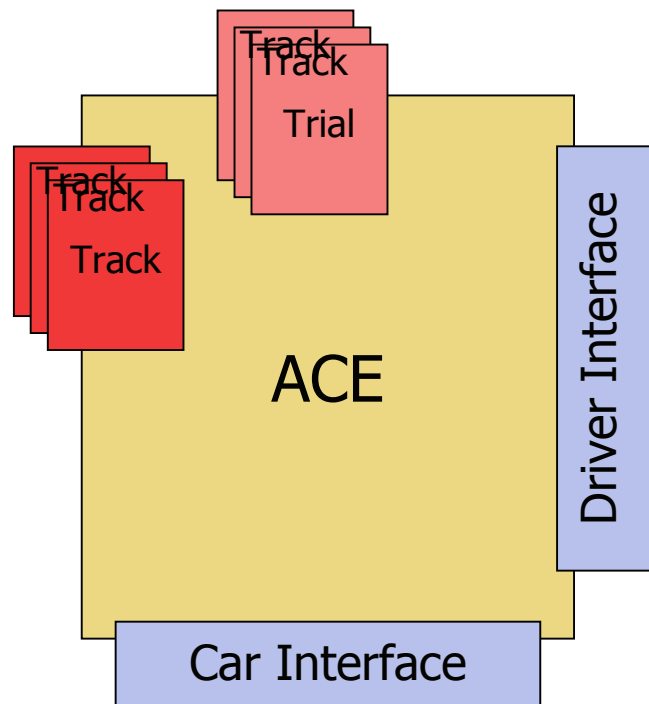 Track
Track
Trial
Track
Track
Track
ACE
Driver Interface
Car Interface